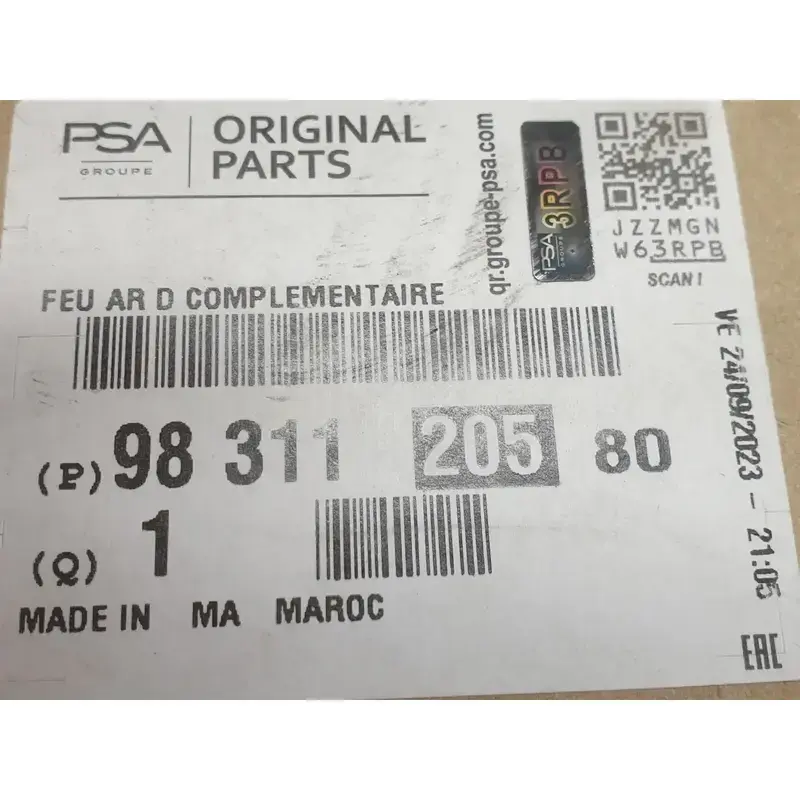 PSA
GROUPE
ORIGINAL
PARTS
qr.groupe-psa.com
PSA
GROUPE
3RPB
JZZMGN
W63RPB
SCAN !
FEU AR D COMPLEMENTAIRE
(P) 98 311 205 80
(Q) 1
MADE IN MA MAROC
VE 24/09/2023 - 21:05
EAC